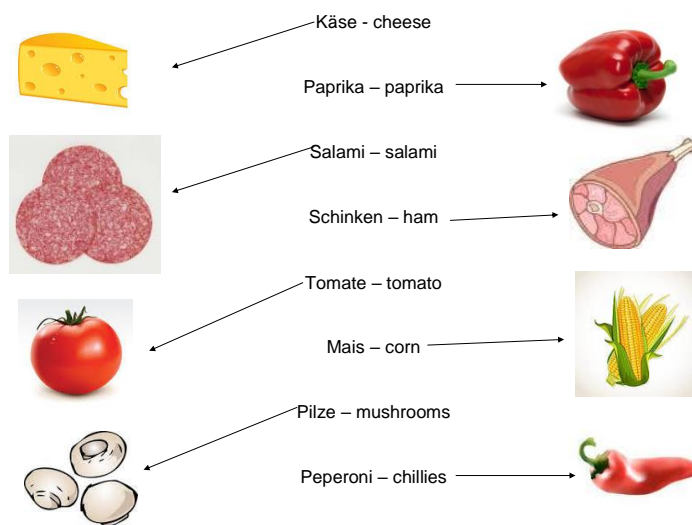 Käse - cheese
Paprika – paprika
Salami – salami
Schinken – ham
Tomate – tomato
Mais – corn
Pilze – mushrooms
Peperoni – chillies